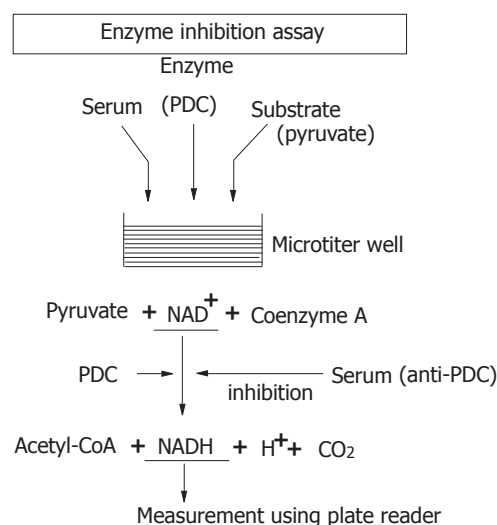 Enzyme inhibition assay
Enzyme
Serum (PDC) Substrate
(pyruvate)
Microtiter well
Pyruvate + NAD+ + Coenzyme A
PDC Serum (anti-PDC)
inhibition
Acetyl-CoA + NADH + H++ CO2
Measurement using plate reader